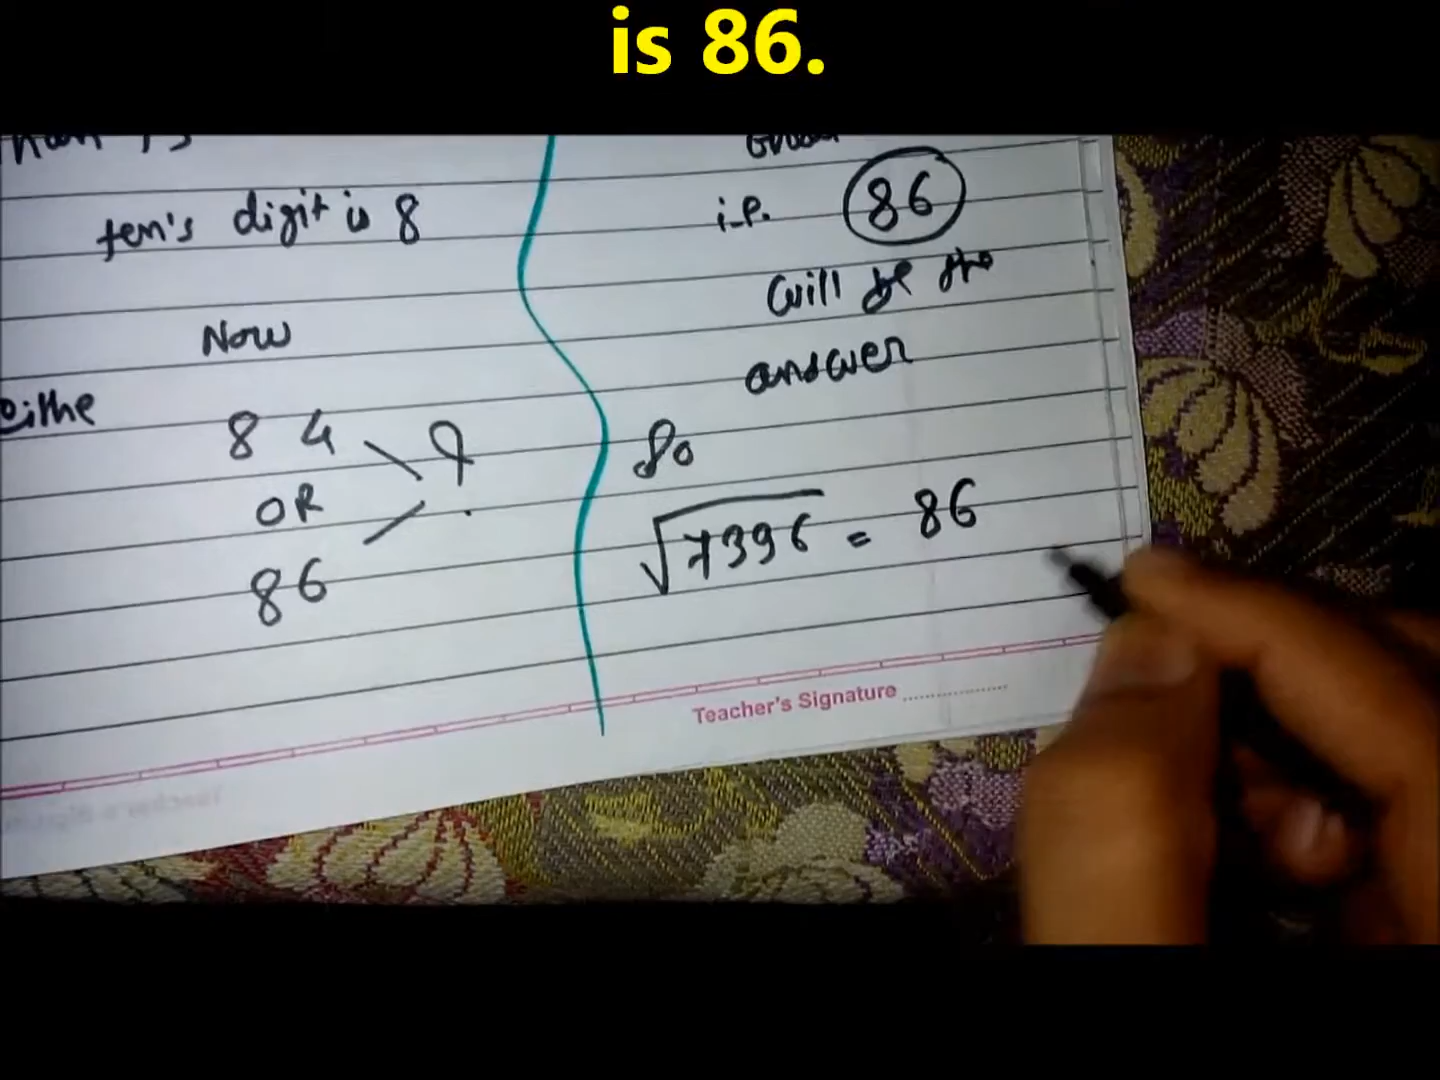 is 86.
ten's digit is 8
Now
eithe
8 4
OR
86
?
i.e. 86
will be the
answer
So
√7396 = 86
Teacher's Signature ....................